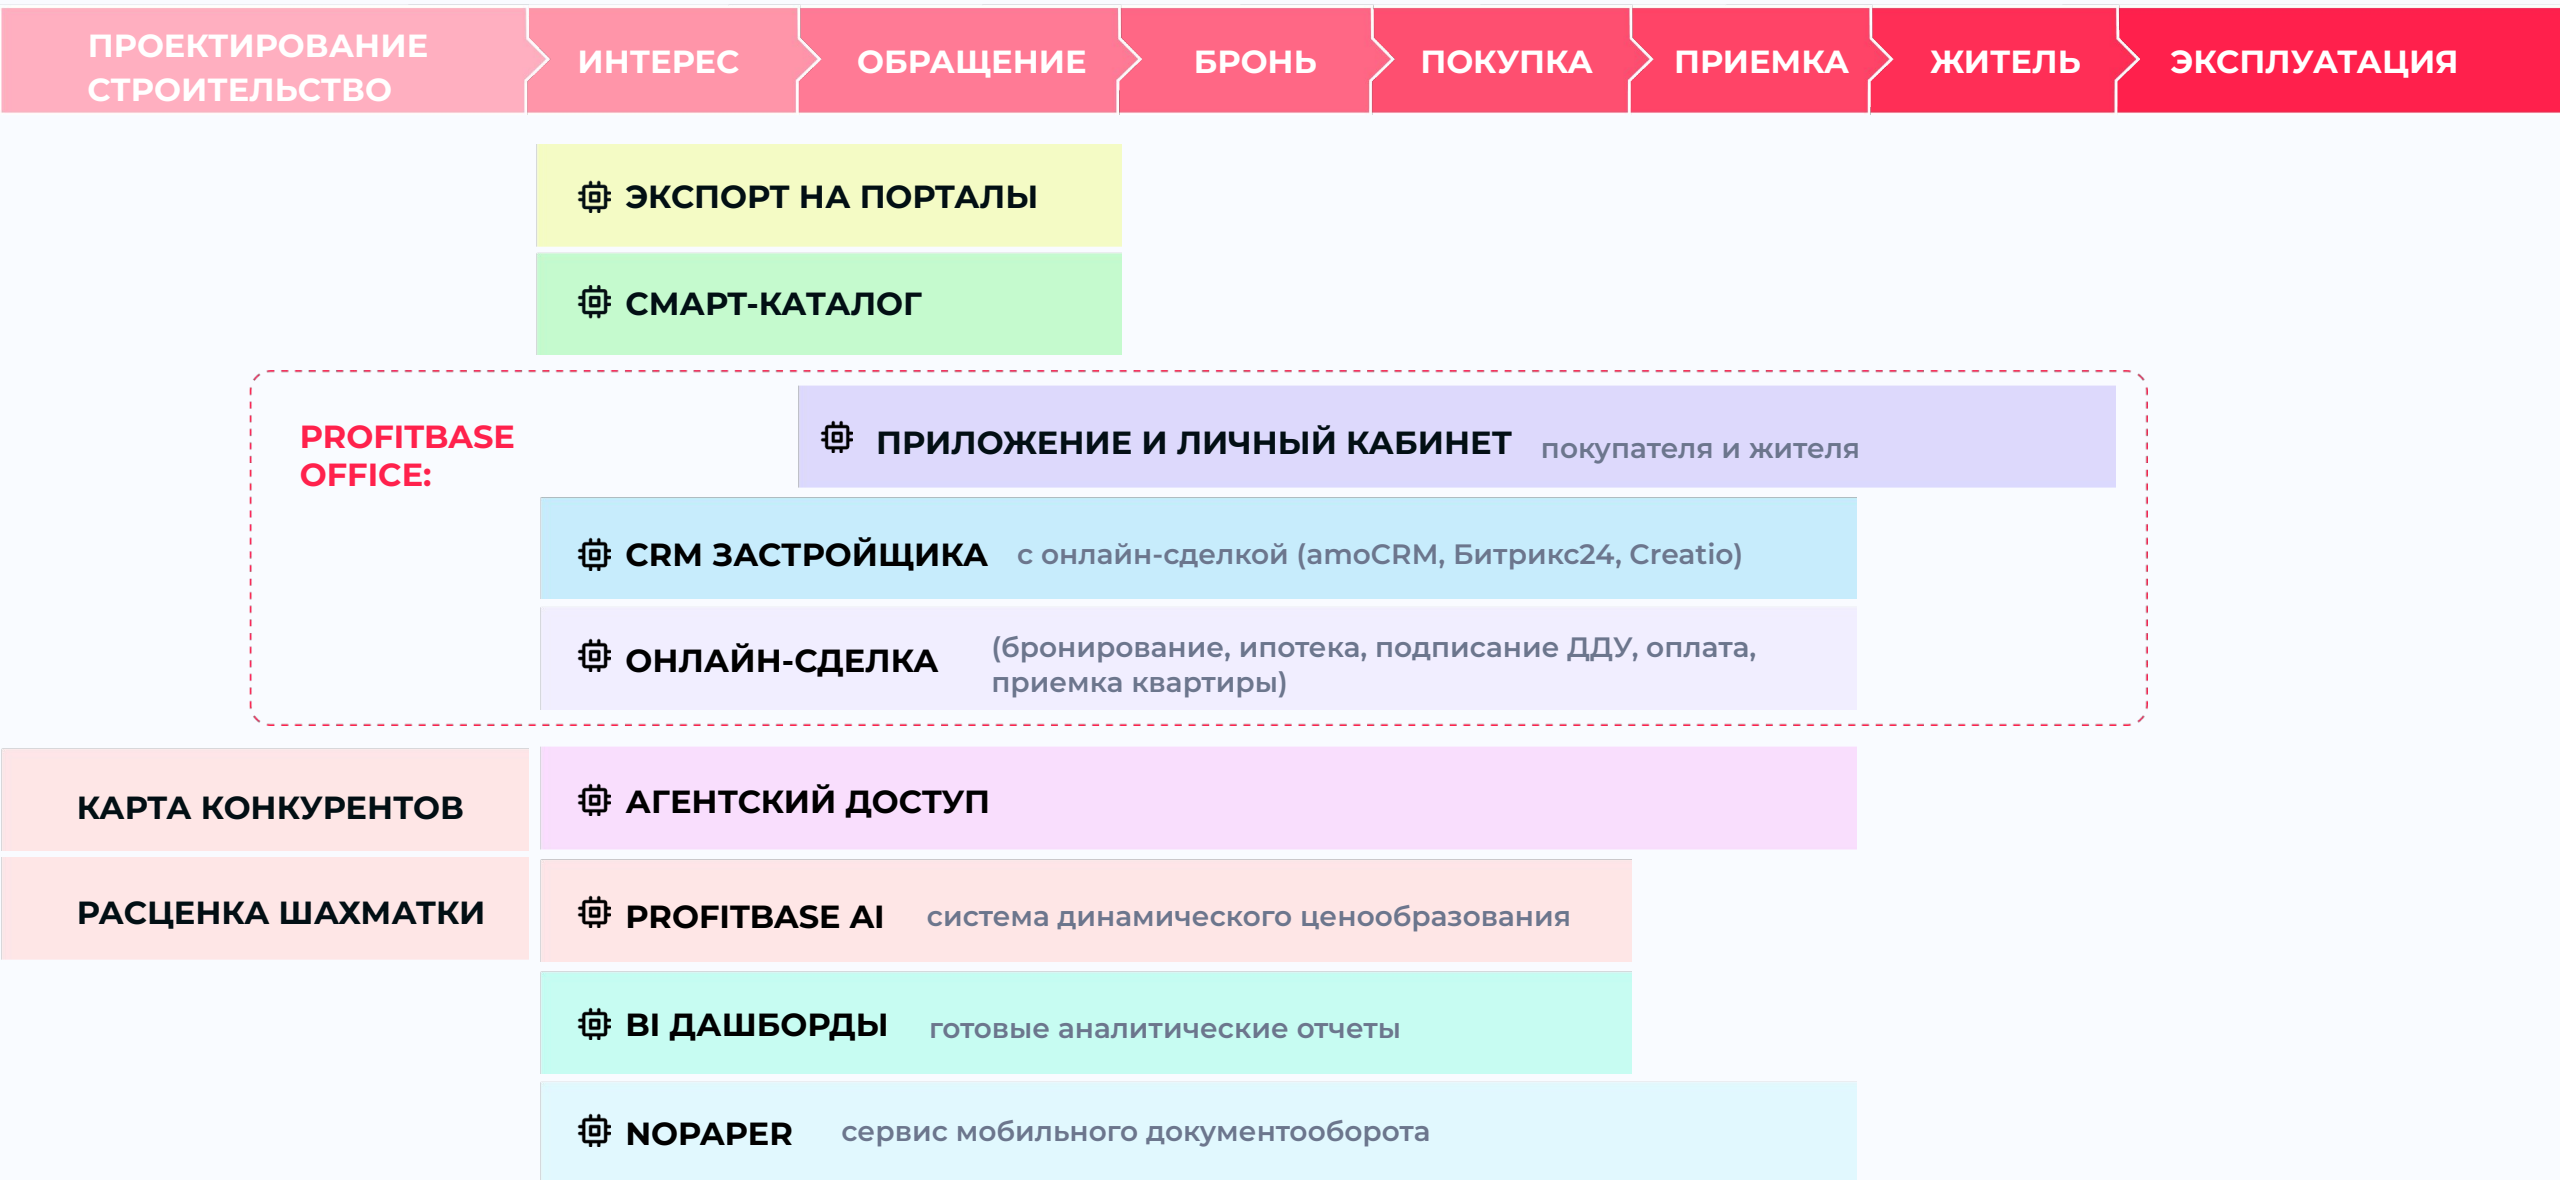 ПРОЕКТИРОВАНИЕ
СТРОИТЕЛЬСТВО
ИНТЕРЕС
ОБРАЩЕНИЕ
БРОНЬ
ПОКУПКА
ПРИЕМКА
ЖИТЕЛЬ
ЭКСПЛУАТАЦИЯ
ЭКСПОРТ НА ПОРТАЛЫ
СМАРТ-КАТАЛОГ
PROFITBASE
OFFICE:
ПРИЛОЖЕНИЕ И ЛИЧНЫЙ КАБИНЕТ покупателя и жителя
CRM ЗАСТРОЙЩИКА с онлайн-сделкой (amoCRM, Битрикс24, Creatio)
ОНЛАЙН-СДЕЛКА
(бронирование, ипотека, подписание ДДУ, оплата,
приемка квартиры)
КАРТА КОНКУРЕНТОВ
АГЕНТСКИЙ ДОСТУП
РАСЦЕНКА ШАХМАТКИ
PROFITBASE AI система динамического ценообразования
BI ДАШБОРДЫ готовые аналитические отчеты
NOPAPER сервис мобильного документооборота